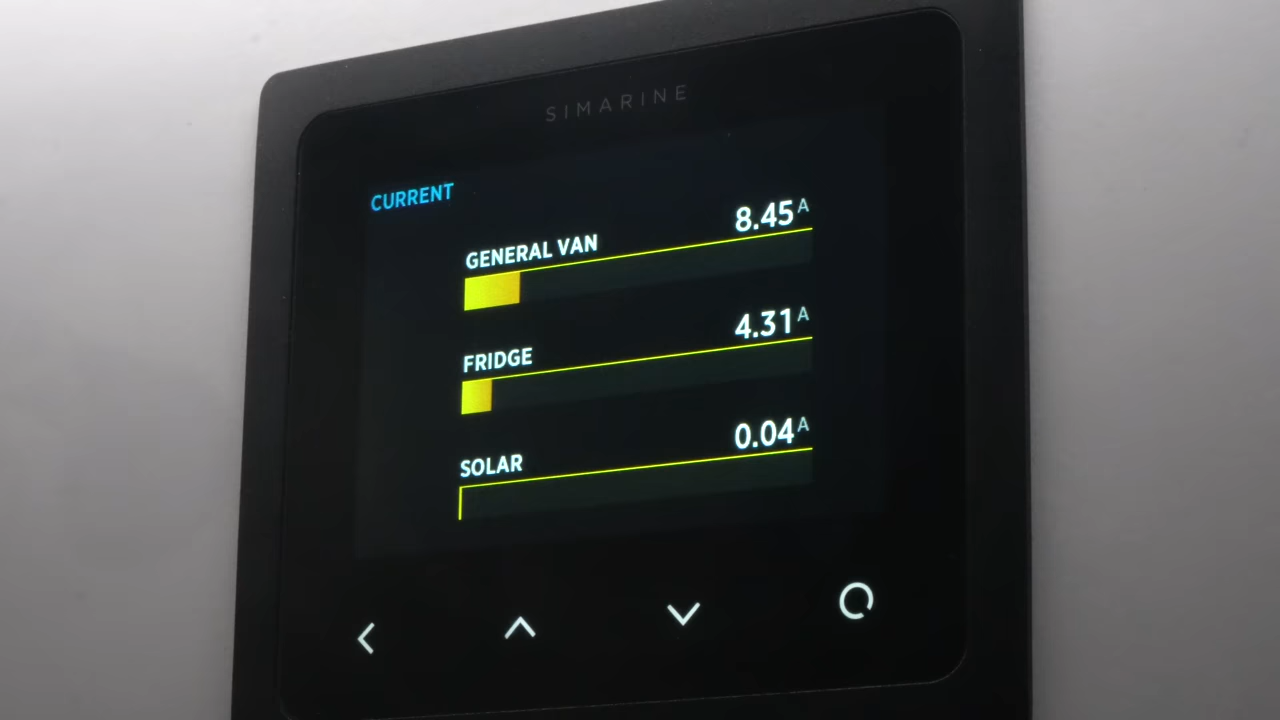 SIMARINE
CURRENT
GENERAL VAN 8.45 A
FRIDGE 4.31 A
SOLAR 0.04 A